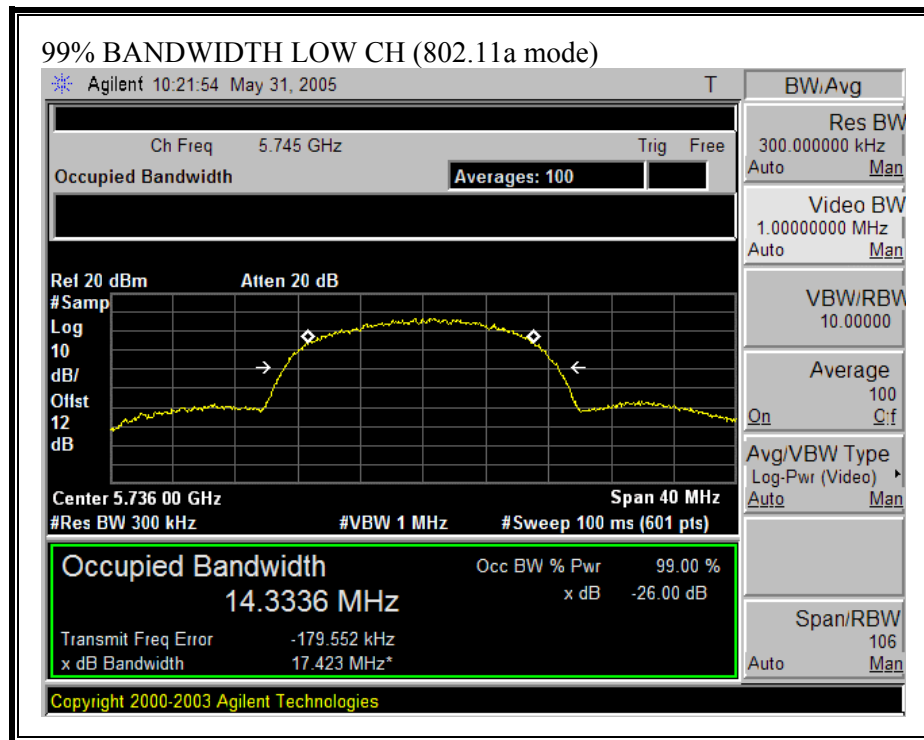 99% BANDWIDTH LOW CH (802.11a mode)
Agilent 10:21:54 May 31, 2005 T
BW/Avg
Ch Freq 5.745 GHz Trig Free
Occupied Bandwidth Averages: 100
Res BW
300.000000 kHz
Auto Man
Video BW
1.00000000 MHz
Auto Man
VBW/RBW
10.00000
Average
100
On Off
Avg/VBW Type
Log-Pwr (Video)
Auto Man
Span/RBW
106
Auto Man
Ref 20 dBm Atten 20 dB
#Samp
Log
10
dB/
Offst
12
dB
Center 5.736 00 GHz Span 40 MHz
#Res BW 300 kHz #VBW 1 MHz #Sweep 100 ms (601 pts)
Occupied Bandwidth
14.3336 MHz
Occ BW % Pwr 99.00 %
x dB -26.00 dB
Transmit Freq Error -179.552 kHz
x dB Bandwidth 17.423 MHz*
Copyright 2000-2003 Agilent Technologies